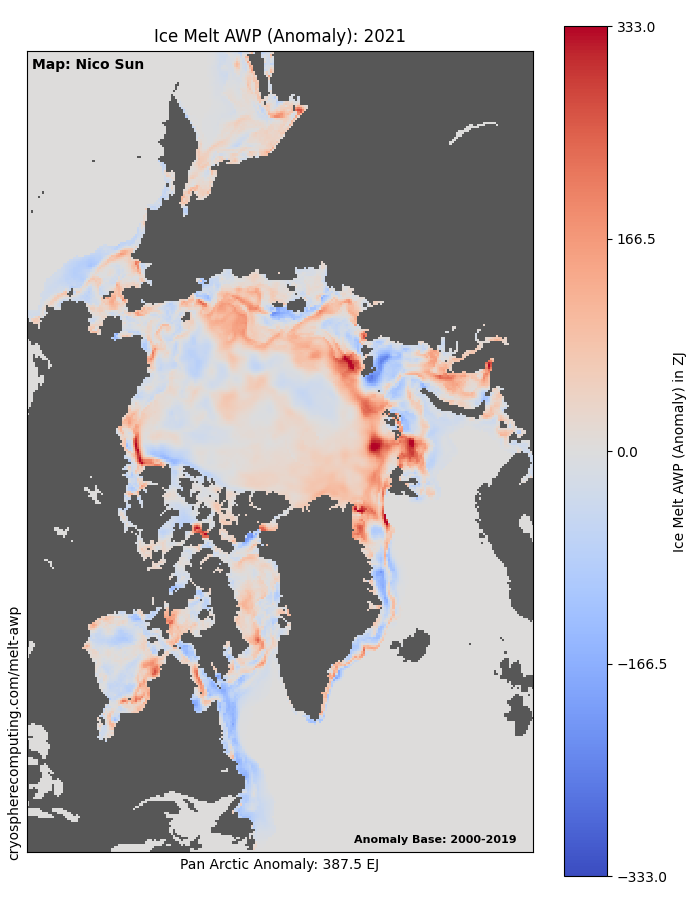 Ice Melt AWP (Anomaly): 2021
Map: Nico Sun
333.0
166.5
0.0
−166.5
−333.0
Ice Melt AWP (Anomaly) in ZJ
cryospherecomputing.com/melt-awp
Anomaly Base: 2000-2019
Pan Arctic Anomaly: 387.5 EJ